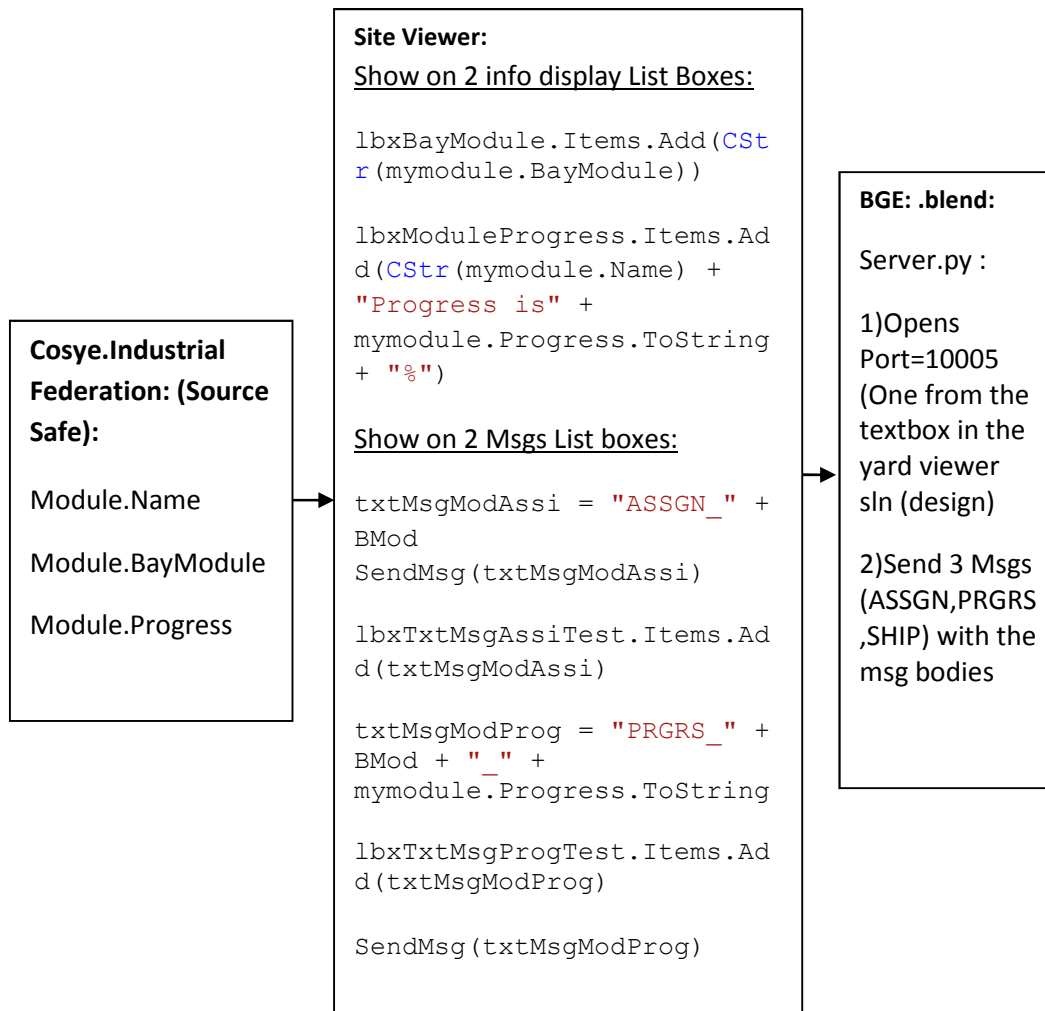 Cosye.Industrial
Federation: (Source
Safe):
Module.Name
Module.BayModule
Module.Progress
Site Viewer:
Show on 2 info display List Boxes:
lbxBayModule.Items.Add(CSt
r(mymodule.BayModule))
lbxModuleProgress.Items.Ad
d(CStr(mymodule.Name) +
"Progress is" +
mymodule.Progress.ToString
+ "%")
Show on 2 Msgs List boxes:
txtMsgModAssi = "ASSGN_" +
BMod
SendMsg(txtMsgModAssi)
lbxTxtMsgAssiTest.Items.Ad
d(txtMsgModAssi)
txtMsgModProg = "PRGRS_" +
BMod + "_" +
mymodule.Progress.ToString
lbxTxtMsgProgTest.Items.Ad
d(txtMsgModProg)
SendMsg(txtMsgModProg)
BGE: .blend:
Server.py :
1)Opens
Port=10005
(One from the
textbox in the
yard viewer
sln (design)
2)Send 3 Msgs
(ASSGN,PRGRS
,SHIP) with the
msg bodies